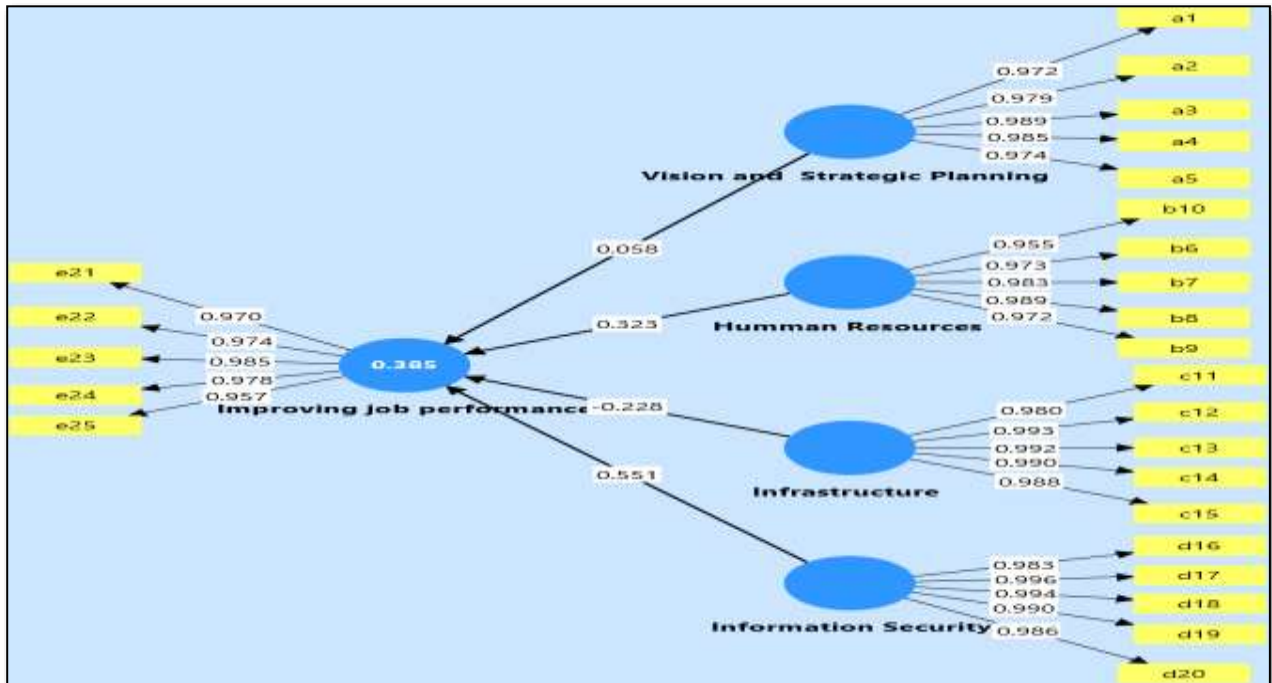 a1
0.972
a2
0.979
a3
0.989
a4
0.985
a5
0.974
Vision and Strategic Planning
0.058
b10
0.955
b6
0.973
b7
0.983
b8
0.989
b9
0.972
Humman Resources
0.323
e21
0.970
e22
0.974
e23
0.985
e24
0.978
e25
0.957
0.385
Improving job performance
-0.228
c11
0.980
c12
0.993
c13
0.992
c14
0.990
c15
0.988
Infrastructure
0.551
d16
0.983
d17
0.996
d18
0.994
d19
0.990
d20
0.986
Information Security